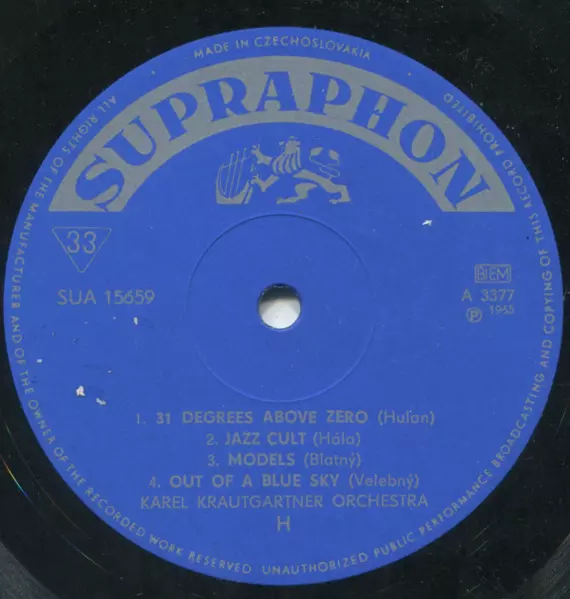 MADE IN CZECHOSLOVAKIA
SUPRAPHON
33
SUA 15659
BIEM
A 3377
Ⓟ 1965
1. 31 DEGREES ABOVE ZERO (Huľan)
2. JAZZ CULT (Hála)
3. MODELS (Blatný)
4. OUT OF A BLUE SKY (Velebný)
KAREL KRAUTGARTNER ORCHESTRA
H
ALL RIGHTS OF THE MANUFACTURER AND OF THE OWNER OF THE RECORDED WORK RESERVED UNAUTHORIZED PUBLIC PERFORMANCE BROADCASTING AND COPYING OF THIS RECORD PROHIBITED